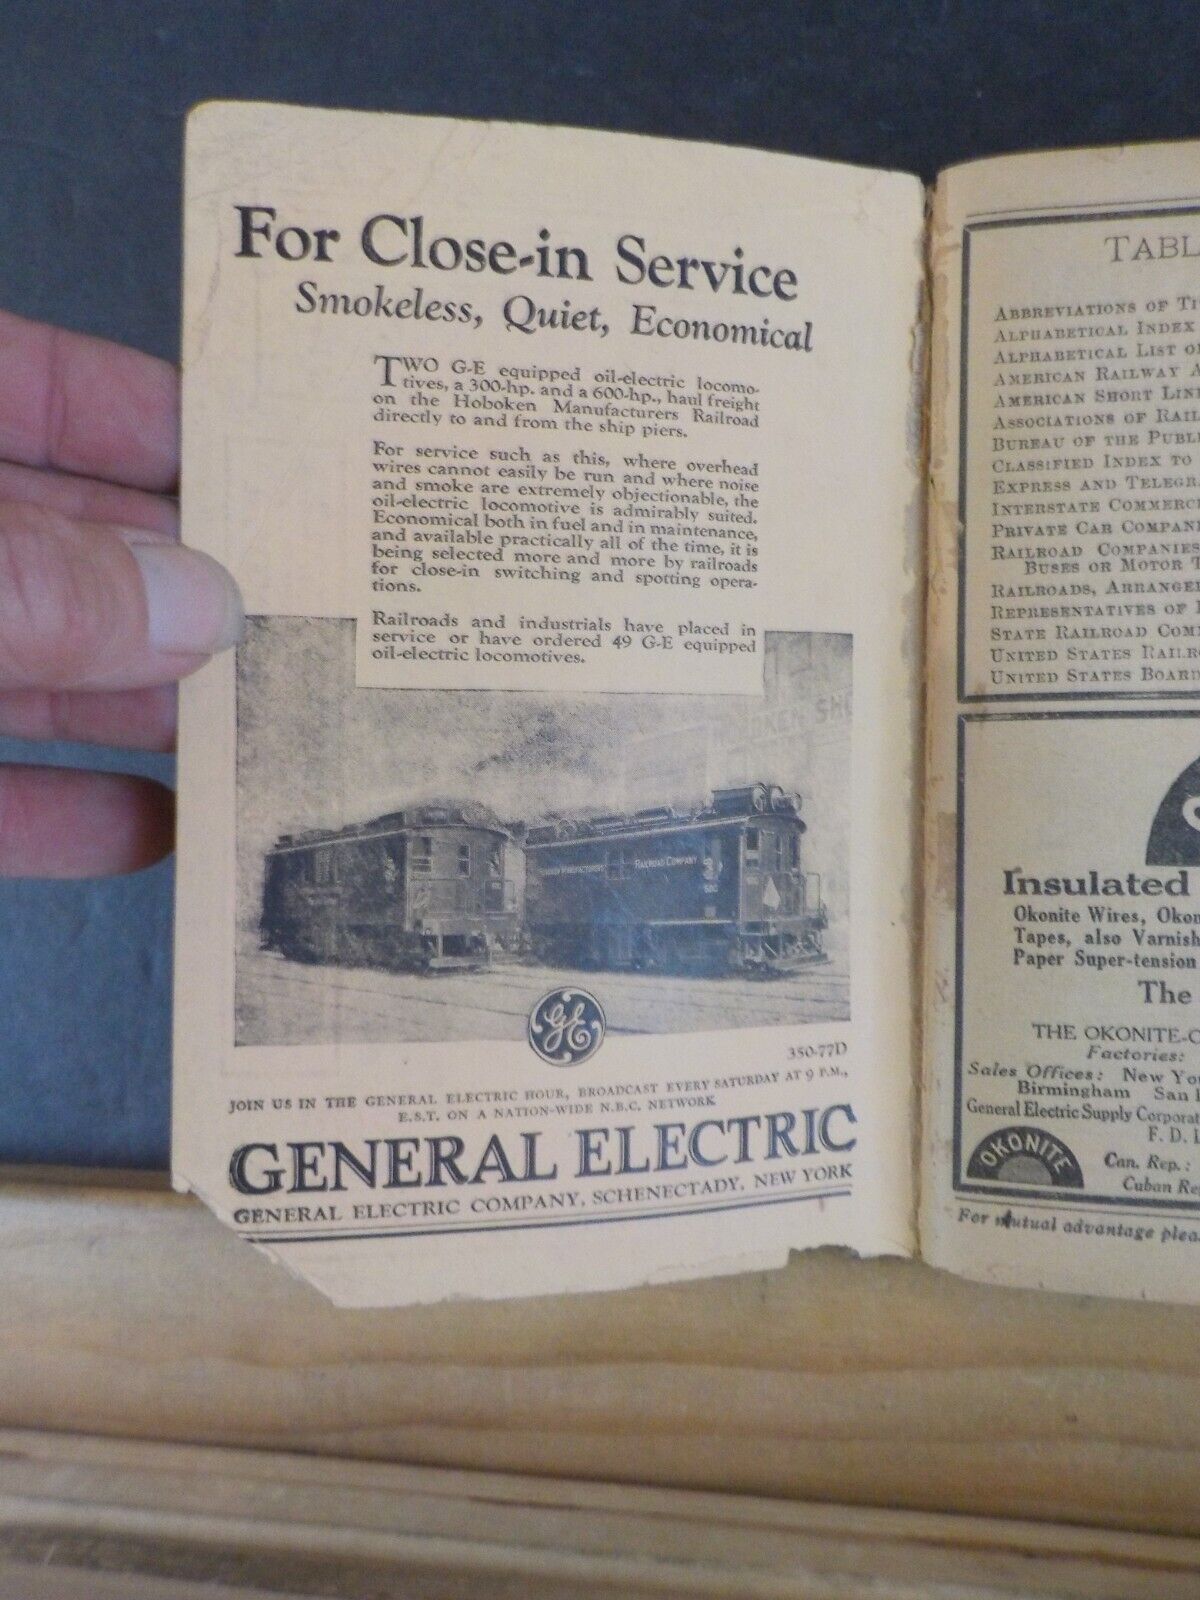 For Close-in Service
Smokeless, Quiet, Economical
TWO G-E equipped oil-electric locomo-
tives, a 300-hp. and a 600-hp., haul freight
on the Hoboken Manufacturers Railroad
directly to and from the ship piers.
For service such as this, where overhead
wires cannot easily be run and where noise
and smoke are extremely objectionable, the
oil-electric locomotive is admirably suited.
Economical both in fuel and in maintenance,
and available practically all of the time, it is
being selected more and more by railroads
for close-in switching and spotting opera-
tions.
Railroads and industrials have placed in
service or have ordered 49 G-E equipped
oil-electric locomotives.
RAILROAD COMPANY
500
GE
350-77D
JOIN US IN THE GENERAL ELECTRIC HOUR, BROADCAST EVERY SATURDAY AT 9 P.M.,
E.S.T. ON A NATION-WIDE N.B.C. NETWORK
GENERAL ELECTRIC
GENERAL ELECTRIC COMPANY, SCHENECTADY, NEW YORK
TABL
ABBREVIATIONS OF TI
ALPHABETICAL INDEX
ALPHABETICAL LIST O
AMERICAN RAILWAY A
AMERICAN SHORT LIN
ASSOCIATIONS OF RAIL
BUREAU OF THE PUBL
CLASSIFIED INDEX TO
EXPRESS AND TELEGRA
INTERSTATE COMMERC
PRIVATE CAR COMPAN
RAILROAD COMPANIES
BUSES OR MOTOR T
RAILROADS, ARRANGE
REPRESENTATIVES OF
STATE RAILROAD COM
UNITED STATES RAILR
UNITED STATES BOARD
Insulated
Okonite Wires, Okon
Tapes, also Varnish
Paper Super-tension
The
THE OKONITE-C
Factories:
Sales Offices: New Yo
Birmingham San
General Electric Supply Corporat
F. D. L
OKONITE
Can. Rep.:
Cuban Re
For mutual advantage plea